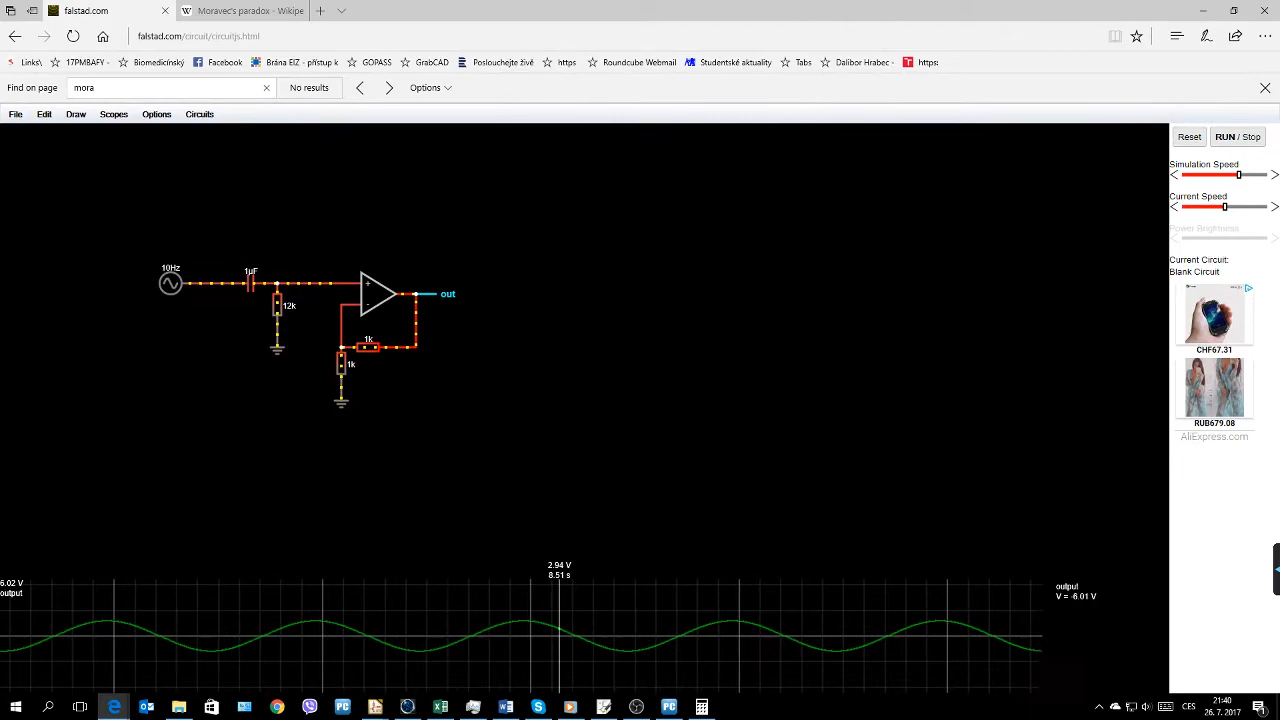 falstad.com
Moravec's paradox - Wikipe
falstad.com/circuit/circuitjs.html
Links\ 17PMBAFY - Biomedicínský Facebook Brána EIZ - přístup k GOPASS GrabCAD Poslouchejte živě https Roundcube Webmail Studentské aktuality Tabs Dalibor Hrabec - https:
Find on page mora No results Options
File Edit Draw Scopes Options Circuits
Reset RUN / Stop
Simulation Speed
Current Speed
Power Brightness
Current Circuit:
Blank Circuit
CHF67.31
RUB679.08
AliExpress.com
10Hz
1µF
12k
+
-
out
1k
1k
2.94 V
8.51 s
6.02 V
output
output
V = -6.01 V
CES
21:40
26. 7. 2017